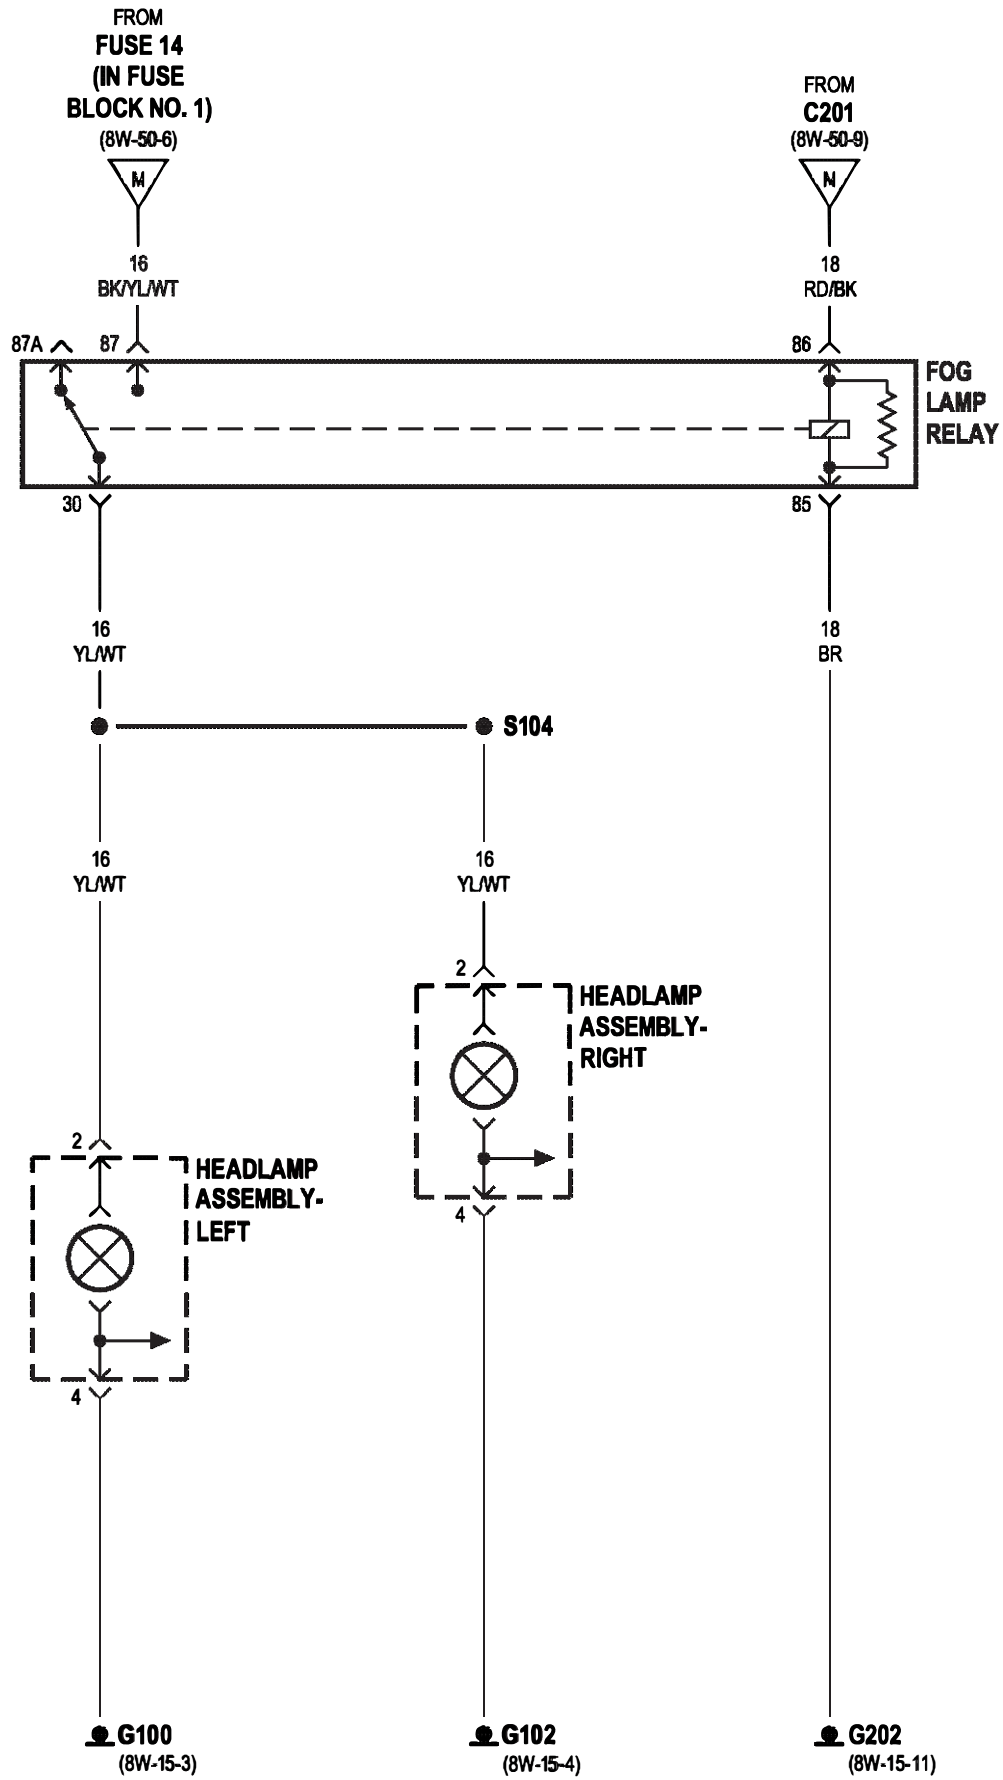 FROM
FUSE 14
(IN FUSE
BLOCK NO. 1)
(8W-50-6)
M
FROM
C201
(8W-50-9)
N
16
BK/YL/WT
18
RD/BK
87A
87
86
FOG
LAMP
RELAY
30
85
16
YL/WT
18
BR
S104
16
YL/WT
16
YL/WT
2
HEADLAMP
ASSEMBLY-
RIGHT
4
2
HEADLAMP
ASSEMBLY-
LEFT
4
G100
(8W-15-3)
G102
(8W-15-4)
G202
(8W-15-11)